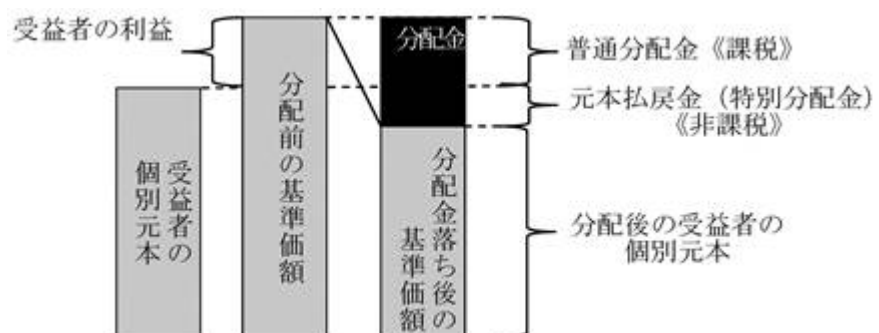 受益者の利益
受益者の
個別元本
分配前の基準価額
分配金
分配金落ち後の
基準価額
普通分配金《課税》
元本払戻金（特別分配金）
《非課税》
分配後の受益者の
個別元本